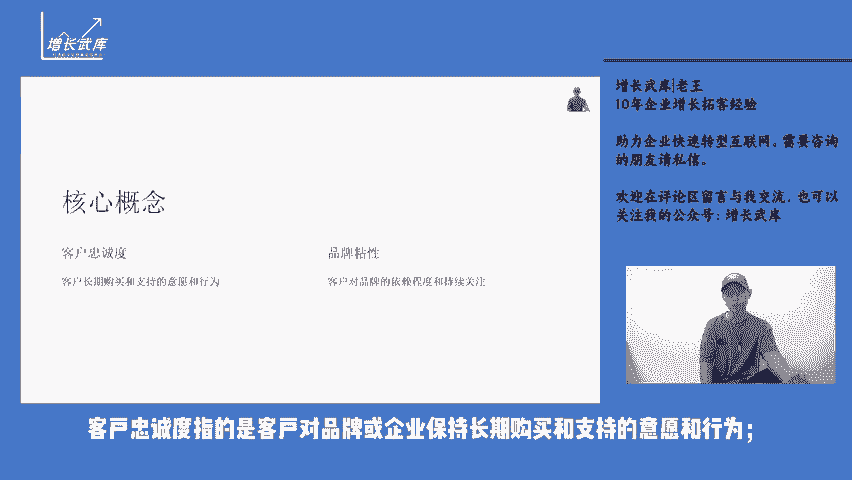 增长武库
核心概念
客户忠诚度
客户长期购买和支持的意愿和行为
品牌粘性
客户对品牌的依赖程度和持续关注
增长武库|老王
10年企业增长拓客经验
助力企业快速转型互联网。需要咨询
的朋友请私信。
欢迎在评论区留言与我交流，也可以
关注我的公众号：增长武库
客户忠诚度指的是客户对品牌或企业保持长期购买和支持的意愿和行为；